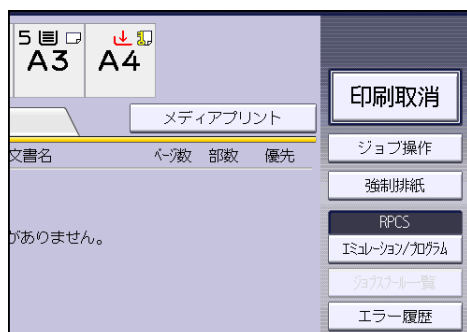 5
A3 A4
印刷取消
メディアプリント
ジョブ操作
文書名 ページ数 部数 優先
強制排紙
RPCS
がありません。
エミュレーション/プログラム
ジョブスプール一覧
エラー履歴